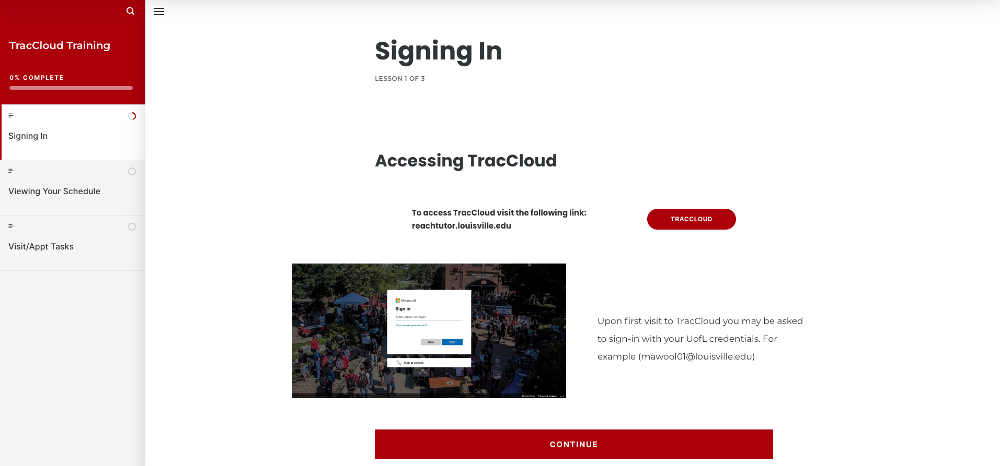 TracCloud Training
0% COMPLETE
Signing In
Viewing Your Schedule
Visit/Appt Tasks
Signing In
LESSON 1 OF 3
Accessing TracCloud
To access TracCloud visit the following link:
reachtutor.louisville.edu
TRACCLOUD
Microsoft
Sign in
Email, phone, or Skype
Can't access your account?
Back
Next
Sign-in options
Terms of use
Privacy & cookies
Upon first visit to TracCloud you may be asked
to sign-in with your UofL credentials. For
example (mawool01@louisville.edu)
CONTINUE